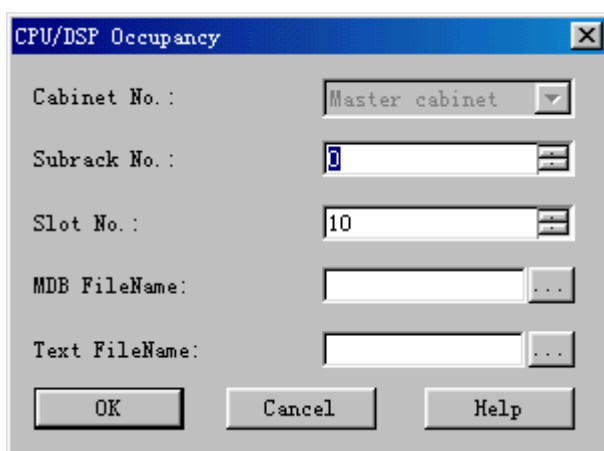 CPU/DSP Occupancy
Cabinet No.: Master cabinet
Subrack No.: 0
Slot No.: 10
MDB FileName: ...
Text FileName: ...
OK Cancel Help